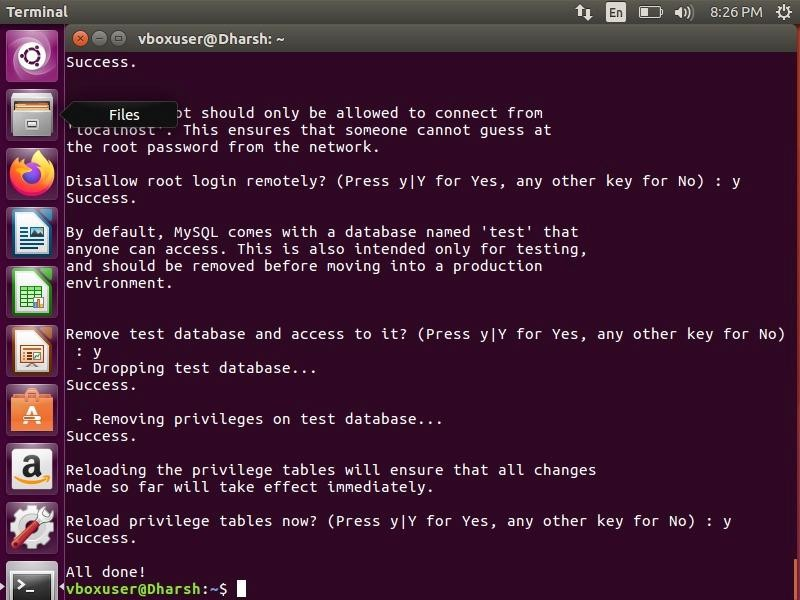 Terminal
En
8:26 PM
vboxuser@Dharsh: ~
Success.
Files
ot should only be allowed to connect from
'localhost'. This ensures that someone cannot guess at
the root password from the network.
Disallow root login remotely? (Press y|Y for Yes, any other key for No) : y
Success.
By default, MySQL comes with a database named 'test' that
anyone can access. This is also intended only for testing,
and should be removed before moving into a production
environment.
Remove test database and access to it? (Press y|Y for Yes, any other key for No)
: y
- Dropping test database...
Success.
- Removing privileges on test database...
Success.
Reloading the privilege tables will ensure that all changes
made so far will take effect immediately.
Reload privilege tables now? (Press y|Y for Yes, any other key for No) : y
Success.
All done!
vboxuser@Dharsh:~$